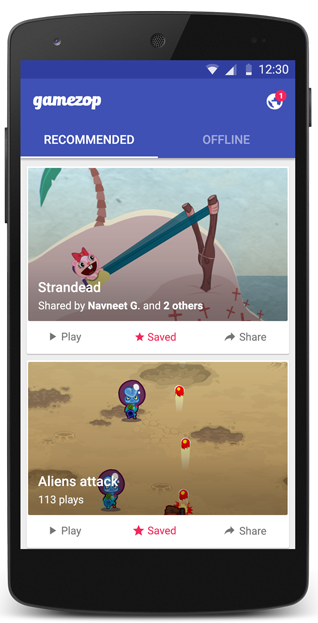 12:30
gamezop
1
RECOMMENDED OFFLINE
Strandead
Shared by Navneet G. and 2 others
Play Saved Share
Aliens attack
113 plays
Play Saved Share